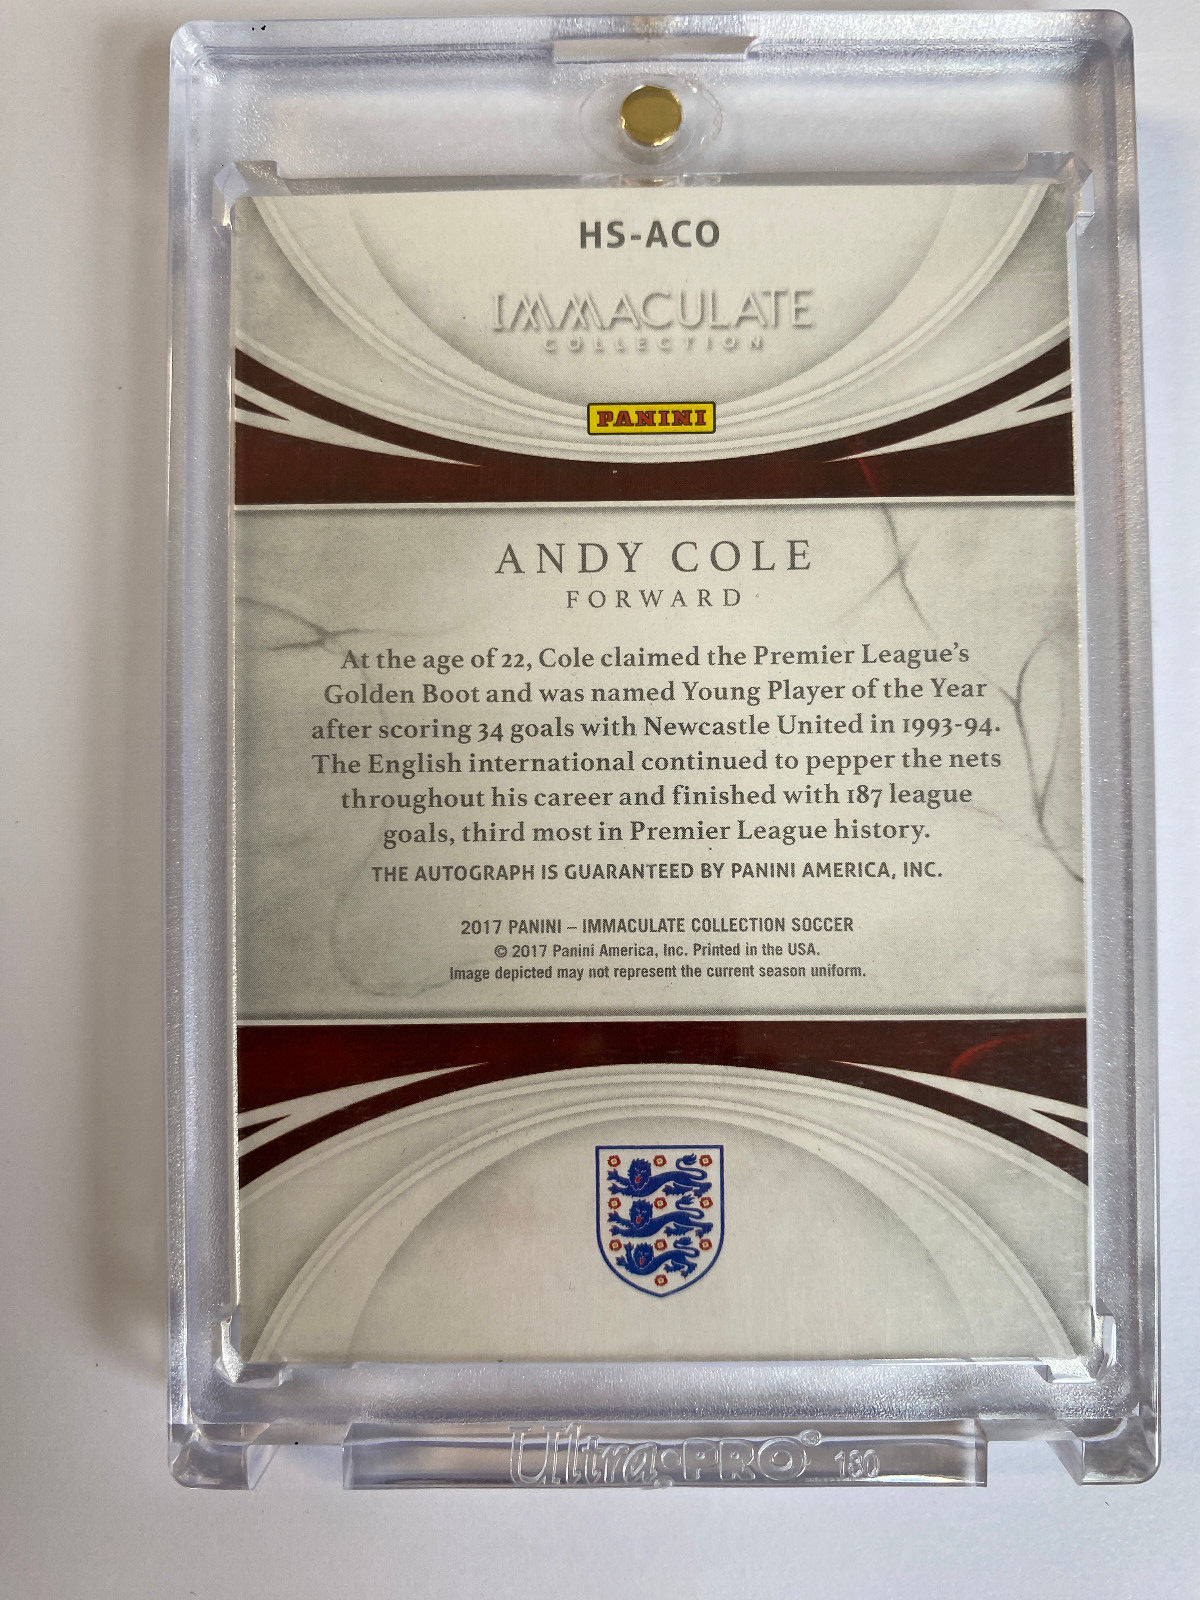 HS-ACO
IMMACULATE
COLLECTION
PANINI
ANDY COLE
FORWARD
At the age of 22, Cole claimed the Premier League's
Golden Boot and was named Young Player of the Year
after scoring 34 goals with Newcastle United in 1993-94.
The English international continued to pepper the nets
throughout his career and finished with 187 league
goals, third most in Premier League history.
THE AUTOGRAPH IS GUARANTEED BY PANINI AMERICA, INC.
2017 PANINI – IMMACULATE COLLECTION SOCCER
© 2017 Panini America, Inc. Printed in the USA.
Image depicted may not represent the current season uniform.
Ultra·PRO® 180